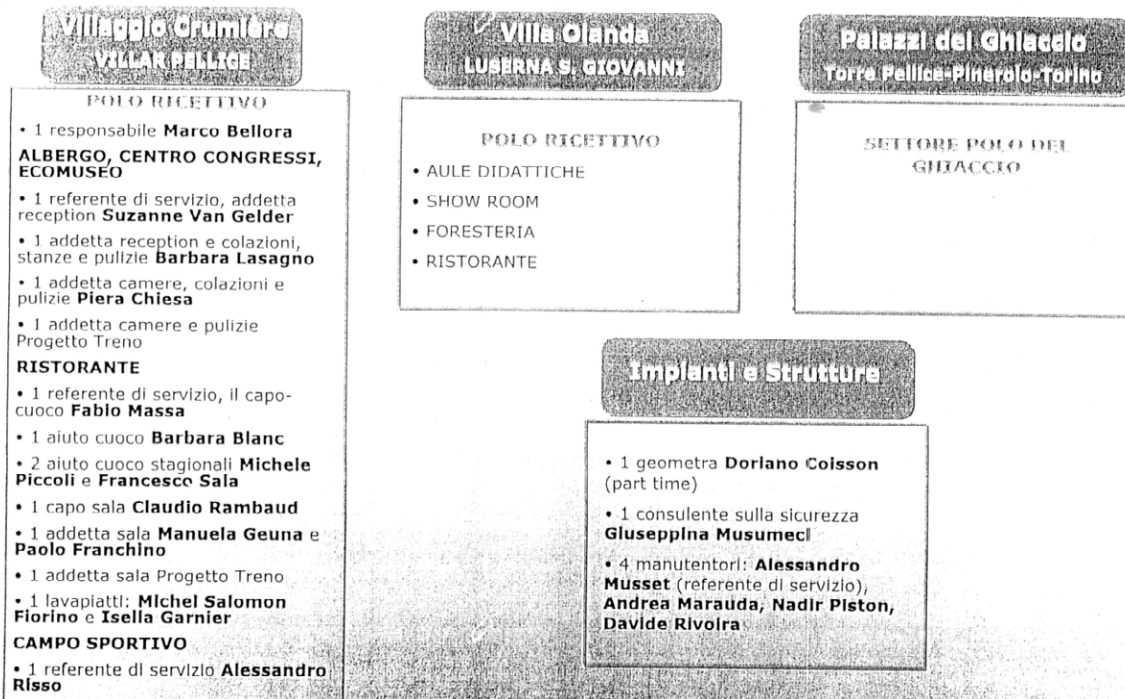 Villaggio Crumière
VILLAR PELLICE
POLO RICETTIVO
• 1 responsabile Marco Bellora
ALBERGO, CENTRO CONGRESSI,
ECOMUSEO
• 1 referente di servizio, addetta
reception Suzanne Van Gelder
• 1 addetta reception e colazioni,
stanze e pulizie Barbara Lasagno
• 1 addetta camere, colazioni e
pulizie Piera Chiesa
• 1 addetta camere e pulizie
Progetto Treno
RISTORANTE
• 1 referente di servizio, il capo-
cuoco Fabio Massa
• 1 aiuto cuoco Barbara Blanc
• 2 aiuto cuoco stagionali Michele
Piccoli e Francesco Sala
• 1 capo sala Claudio Rambaud
• 1 addetta sala Manuela Geuna e
Paolo Franchino
• 1 addetta sala Progetto Treno
• 1 lavapiatti: Michel Salomon
Fiorino e Isella Garnier
CAMPO SPORTIVO
• 1 referente di servizio Alessandro
Risso
Villa Olanda
LUSERNA S. GIOVANNI
POLO RICETTIVO
• AULE DIDATTICHE
• SHOW ROOM
• FORESTERIA
• RISTORANTE
Palazzi del Ghiaccio
Torre Pellice-Pinerolo-Torino
SETTORE POLO DEL
GHIACCIO
Impianti e Strutture
• 1 geometra Doriano Coisson
(part time)
• 1 consulente sulla sicurezza
Giuseppina Musumeci
• 4 manutentori: Alessandro
Musset (referente di servizio),
Andrea Marauda, Nadir Piston,
Davide Rivoira